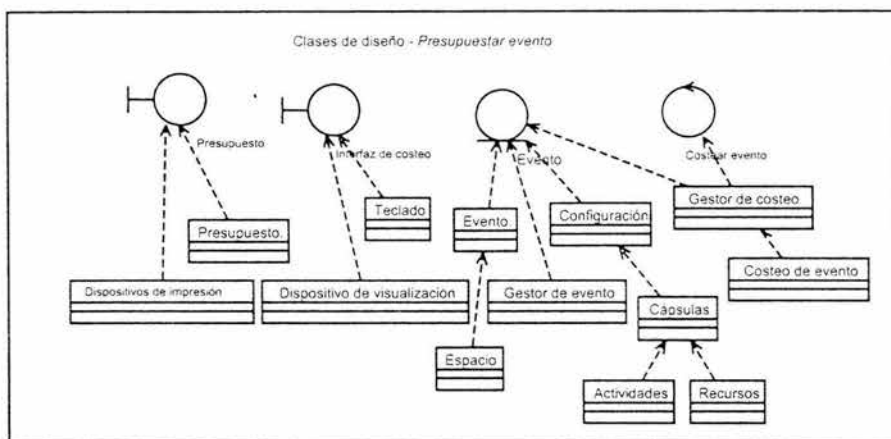 Clases de diseño - Presupuestar evento
Presupuesto
Interfaz de costeo
Evento
Costear evento
Teclado
Evento.
Configuración
Gestor de costeo.
Presupuesto.
Costeo de evento
Dispositivos de impresión
Dispositivo de visualización
Gestor de evento
Cápsulas
Espacio
Actividades
Recursos